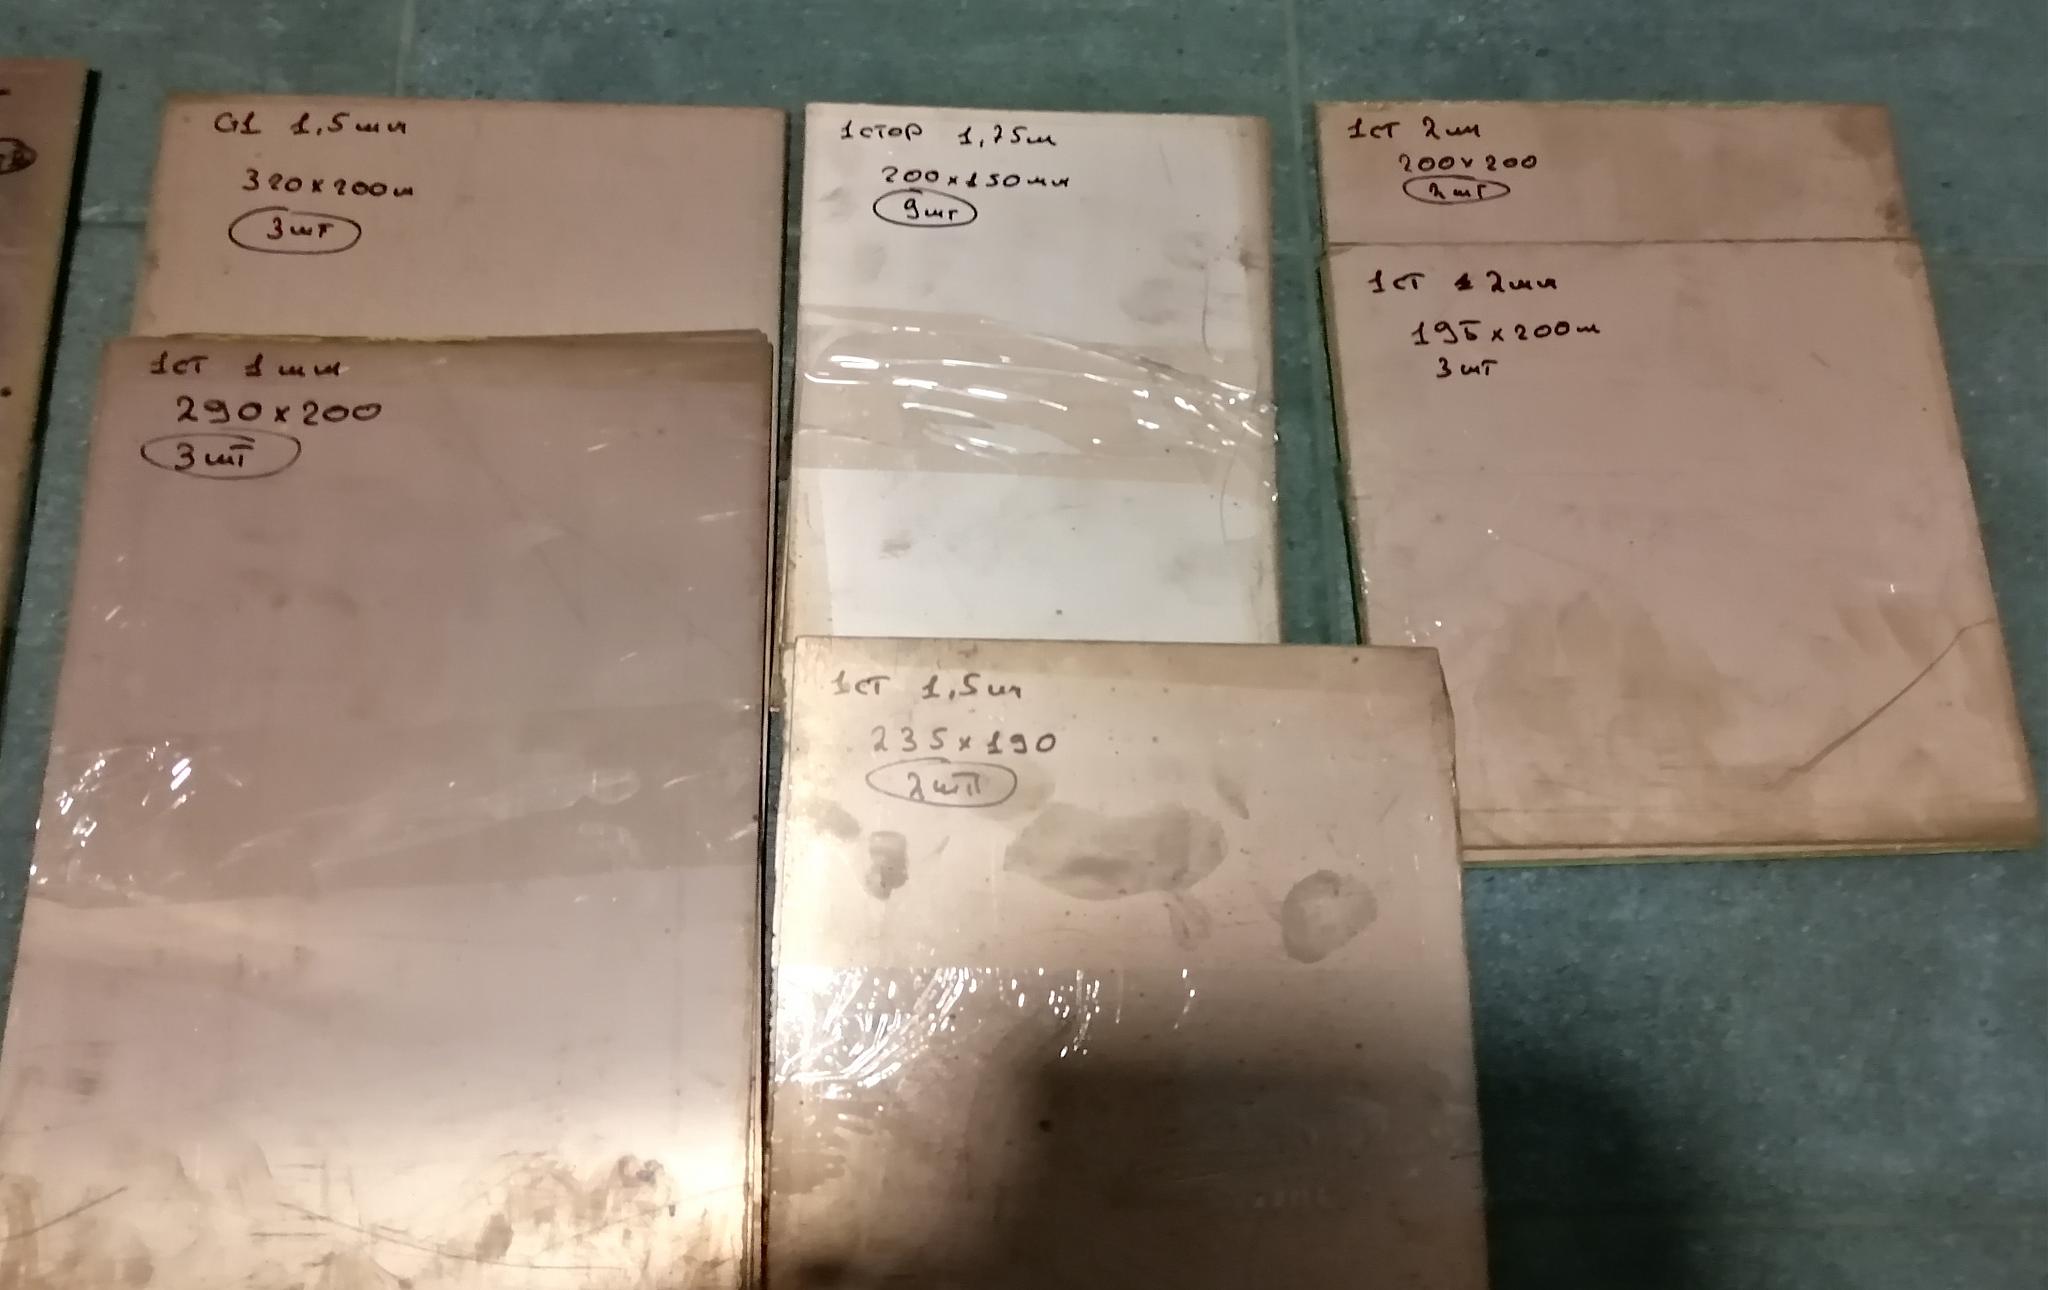 G1 1,5мм
320х200м
3шт
1ст 1мм
290х200
3шт
1стор 1,75м
200х150мм
9шт
1ст 1,5мм
235х190
2шт
1ст 2мм
200х200
2шт
1ст 2мм
195х200м
3шт